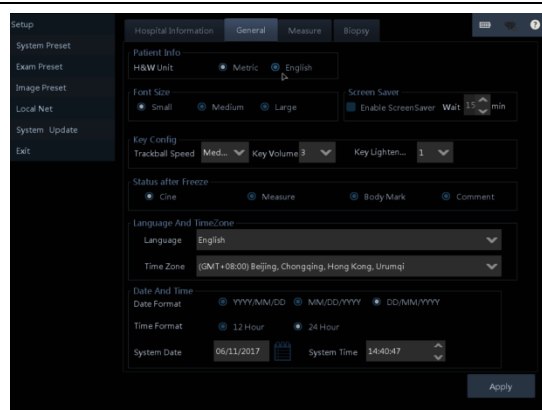 Setup
Hospital Information General Measure Biopsy
System Preset
Exam Preset
Image Preset
Local Net
System Update
Exit
Patient Info
H&W Unit Metric English
Font Size
Small Medium Large
Screen Saver
Enable ScreenSaver Wait 15 min
Key Config
Trackball Speed Med... Key Volume 3 Key Lighten... 1
Status after Freeze
Cine Measure Body Mark Comment
Language And TimeZone
Language English
Time Zone (GMT+08:00) Beijing, Chongqing, Hong Kong, Urumqi
Date And Time
Date Format YYYY/MM/DD MM/DD/YYYY DD/MM/YYYY
Time Format 12 Hour 24 Hour
System Date 06/11/2017 System Time 14:40:47
Apply